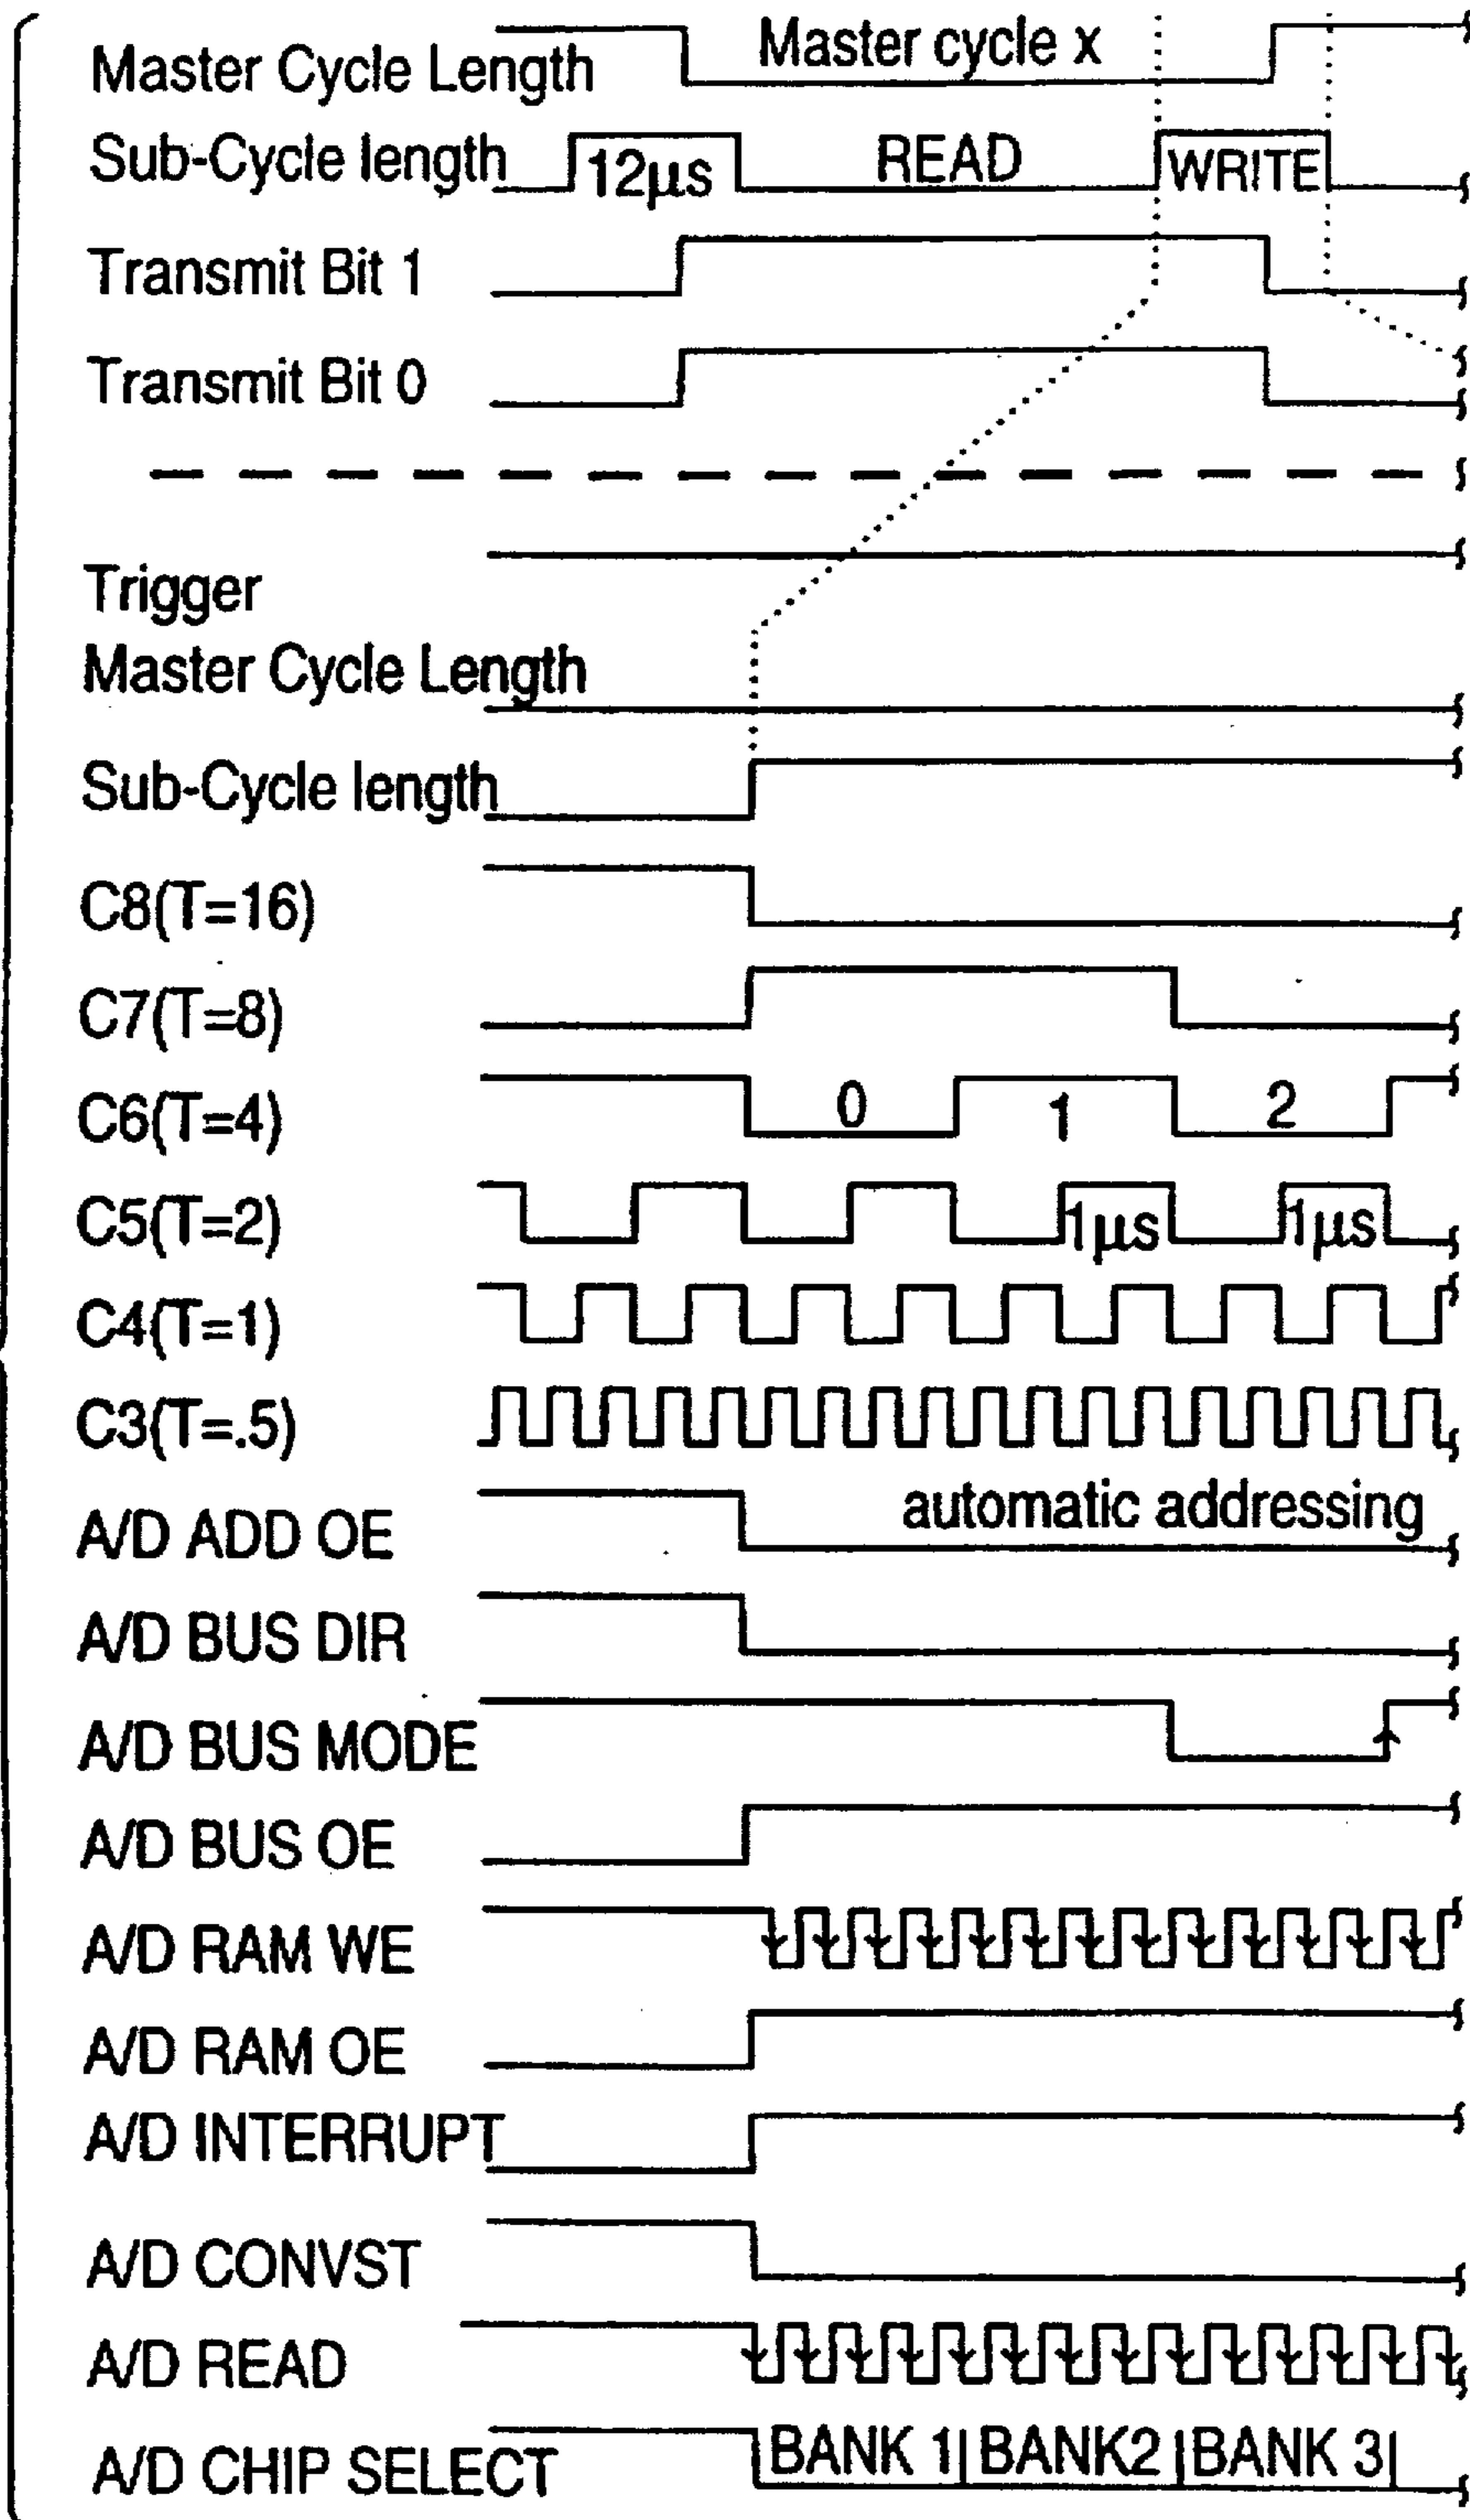 Master Cycle Length Master cycle x
Sub-Cycle length 12µs READ WRITE
Transmit Bit 1
Transmit Bit 0
Trigger
Master Cycle Length
Sub-Cycle length
C8(T=16)
C7(T=8)
C6(T=4) 0 1 2
C5(T=2) 1µs 1µs
C4(T=1)
C3(T=.5)
A/D ADD OE automatic addressing
A/D BUS DIR
A/D BUS MODE
A/D BUS OE
A/D RAM WE
A/D RAM OE
A/D INTERRUPT
A/D CONVST
A/D READ
A/D CHIP SELECT BANK 1 BANK2 BANK 3